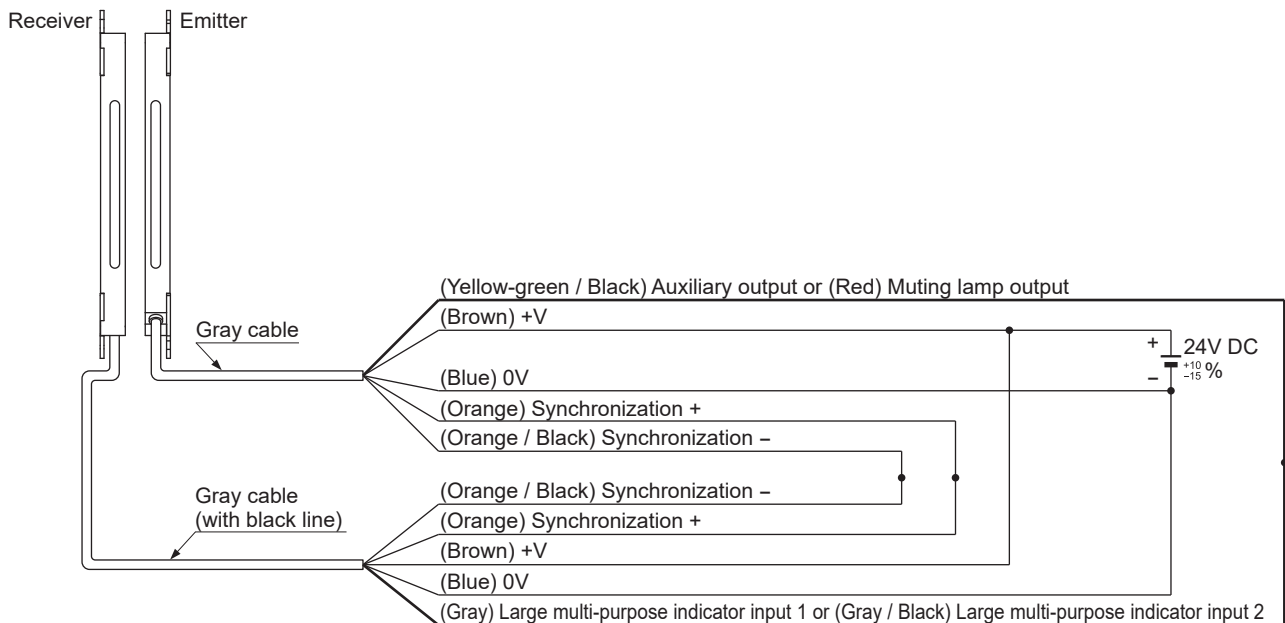 Receiver
Emitter
(Yellow-green / Black) Auxiliary output or (Red) Muting lamp output
(Brown) +V
Gray cable
+
24V DC
+10
−15 %
−
(Blue) 0V
(Orange) Synchronization +
(Orange / Black) Synchronization −
(Orange / Black) Synchronization −
Gray cable
(with black line)
(Orange) Synchronization +
(Brown) +V
(Blue) 0V
(Gray) Large multi-purpose indicator input 1 or (Gray / Black) Large multi-purpose indicator input 2